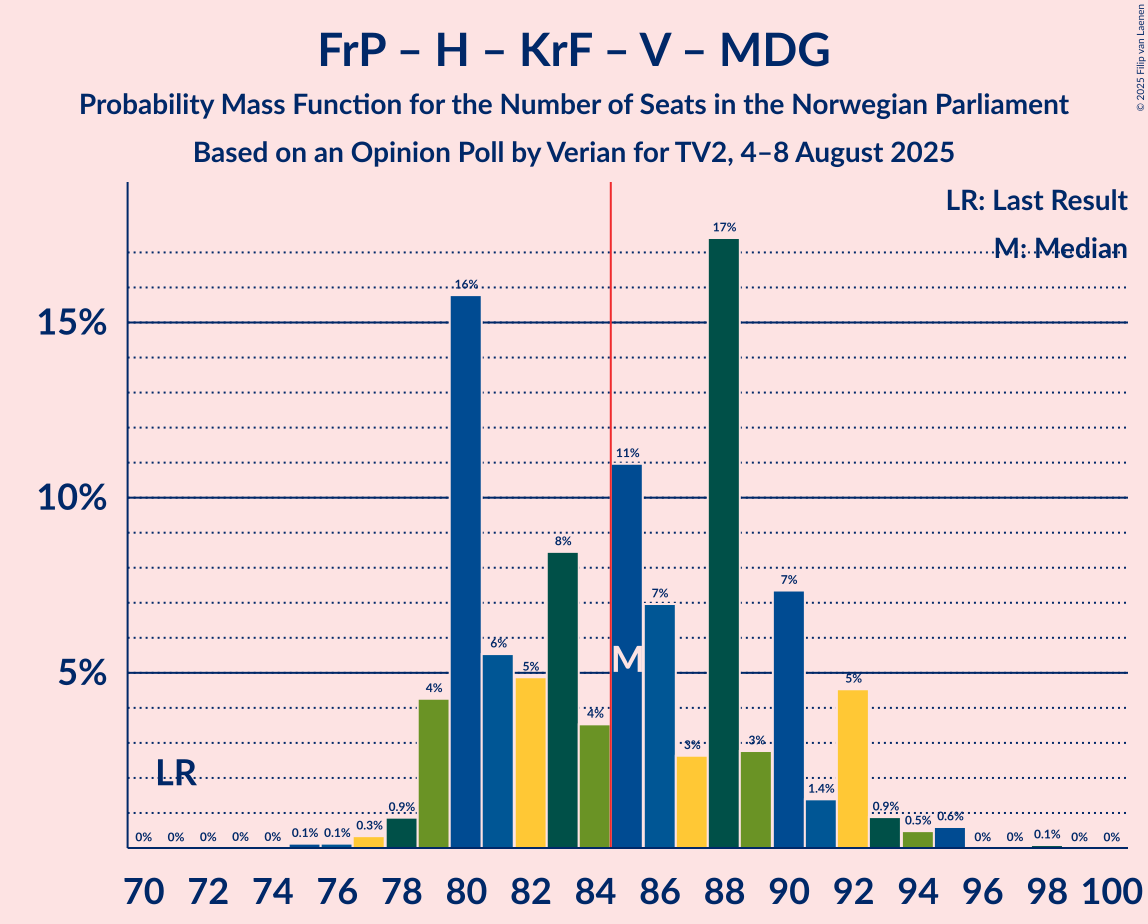 FrP – H – KrF – V – MDG
Probability Mass Function for the Number of Seats in the Norwegian Parliament
Based on an Opinion Poll by Verian for TV2, 4–8 August 2025
© 2025 Filip van Laenen
LR: Last Result
M: Median
15%
10%
5%
LR
M
0% 0% 0% 0% 0% 0.1% 0.1% 0.3% 0.9% 4% 16% 6% 5% 8% 4% 11% 7% 3% 17% 3% 7% 1.4% 5% 0.9% 0.5% 0.6% 0% 0% 0.1% 0% 0%
70 72 74 76 78 80 82 84 86 88 90 92 94 96 98 100